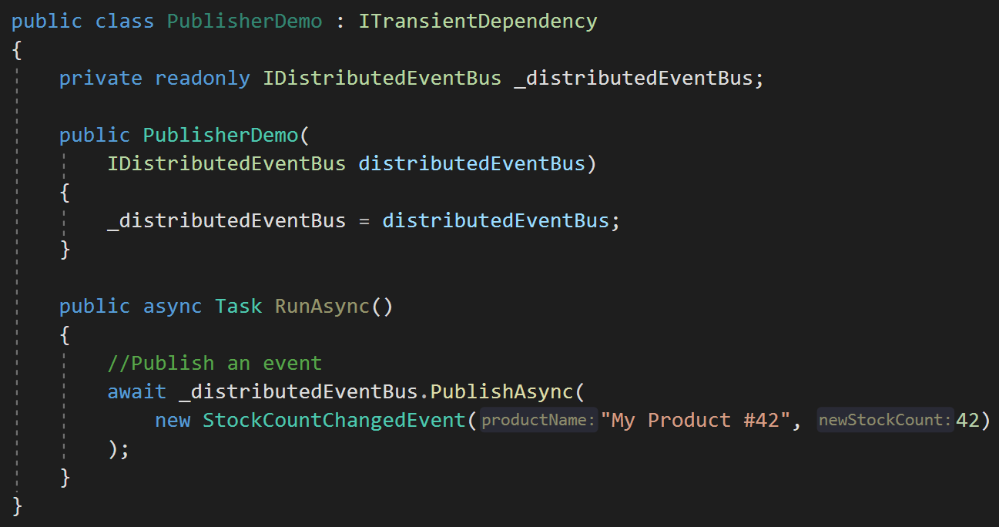 public class PublisherDemo : ITransientDependency
{
    private readonly IDistributedEventBus _distributedEventBus;

    public PublisherDemo(
        IDistributedEventBus distributedEventBus)
    {
        _distributedEventBus = distributedEventBus;
    }

    public async Task RunAsync()
    {
        //Publish an event
        await _distributedEventBus.PublishAsync(
            new StockCountChangedEvent(productName:"My Product #42", newStockCount:42)
        );
    }
}